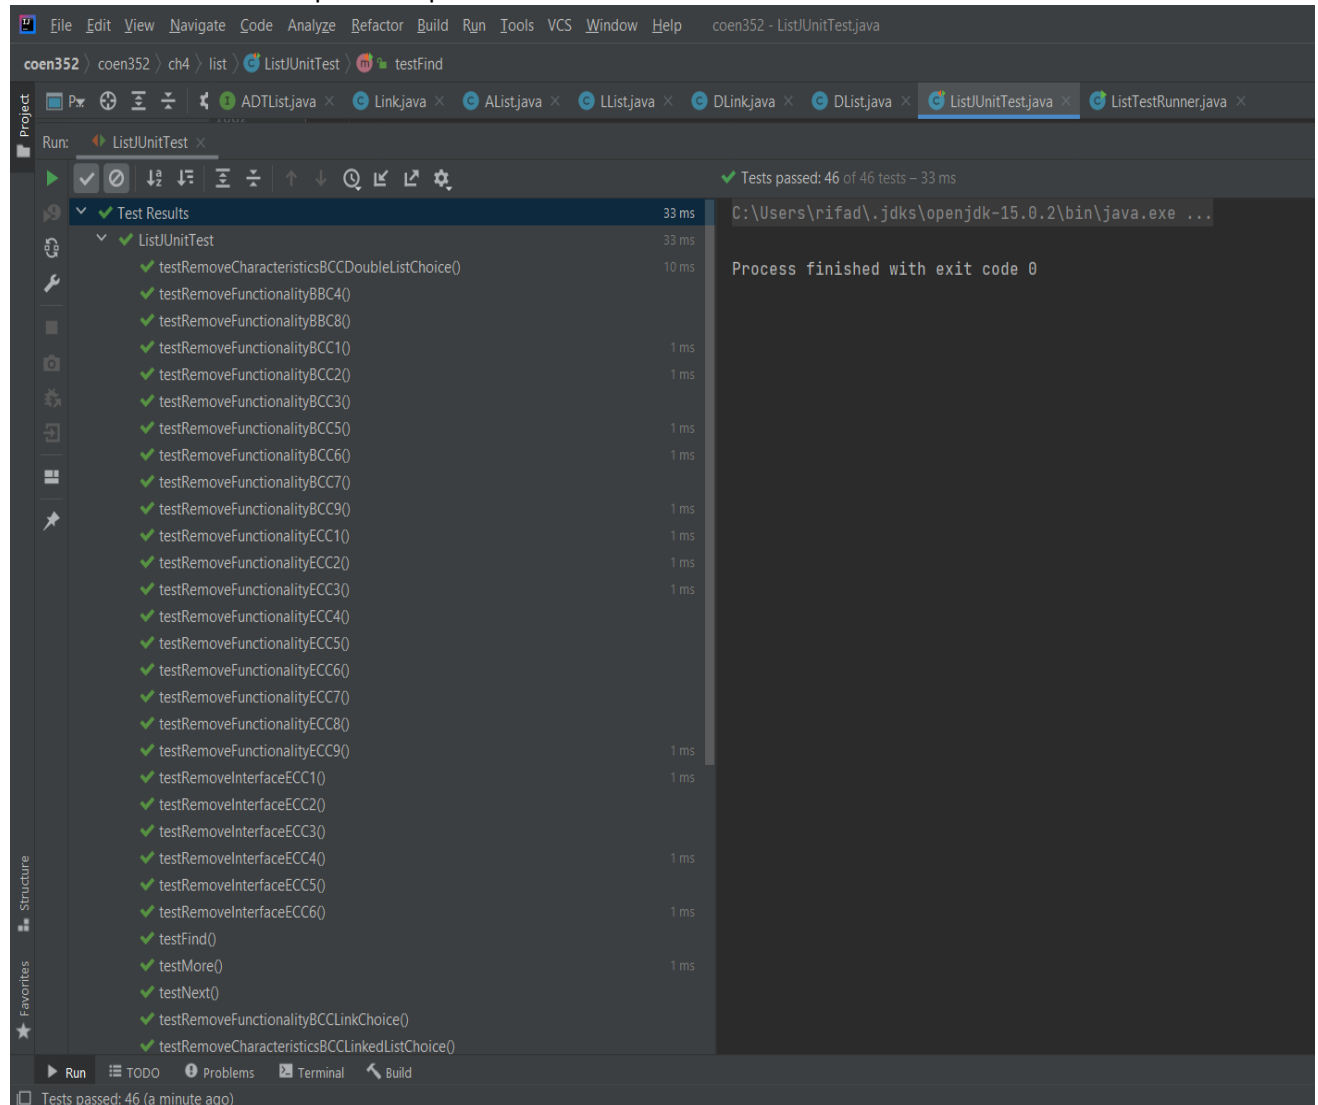 File Edit View Navigate Code Analyze Refactor Build Run Tools VCS Window Help coen352 - ListJUnitTest.java
coen352 coen352 ch4 list ListJUnitTest m testFind
Project
ADTList.java Link.java AList.java LList.java DLink.java DList.java ListJUnitTest.java ListTestRunner.java
Run: ListJUnitTest
Tests passed: 46 of 46 tests – 33 ms
Test Results 33 ms
C:\Users\rifad\.jdks\openjdk-15.0.2\bin\java.exe ...
ListJUnitTest 33 ms
testRemoveCharacteristicsBCCDoubleListChoice() 10 ms
Process finished with exit code 0
testRemoveFunctionalityBBC4()
testRemoveFunctionalityBBC8()
testRemoveFunctionalityBCC1() 1 ms
testRemoveFunctionalityBCC2() 1 ms
testRemoveFunctionalityBCC3()
testRemoveFunctionalityBCC5() 1 ms
testRemoveFunctionalityBCC6() 1 ms
testRemoveFunctionalityBCC7()
testRemoveFunctionalityBCC9() 1 ms
testRemoveFunctionalityECC1() 1 ms
testRemoveFunctionalityECC2() 1 ms
testRemoveFunctionalityECC3() 1 ms
testRemoveFunctionalityECC4()
testRemoveFunctionalityECC5()
testRemoveFunctionalityECC6()
testRemoveFunctionalityECC7()
testRemoveFunctionalityECC8()
testRemoveFunctionalityECC9() 1 ms
testRemoveInterfaceECC1() 1 ms
testRemoveInterfaceECC2()
testRemoveInterfaceECC3()
testRemoveInterfaceECC4() 1 ms
testRemoveInterfaceECC5()
testRemoveInterfaceECC6() 1 ms
testFind()
testMore() 1 ms
testNext()
testRemoveFunctionalityBCCLinkChoice()
testRemoveCharacteristicsBCCLinkedListChoice()
Structure
Favorites
Run TODO Problems Terminal Build
Tests passed: 46 (a minute ago)